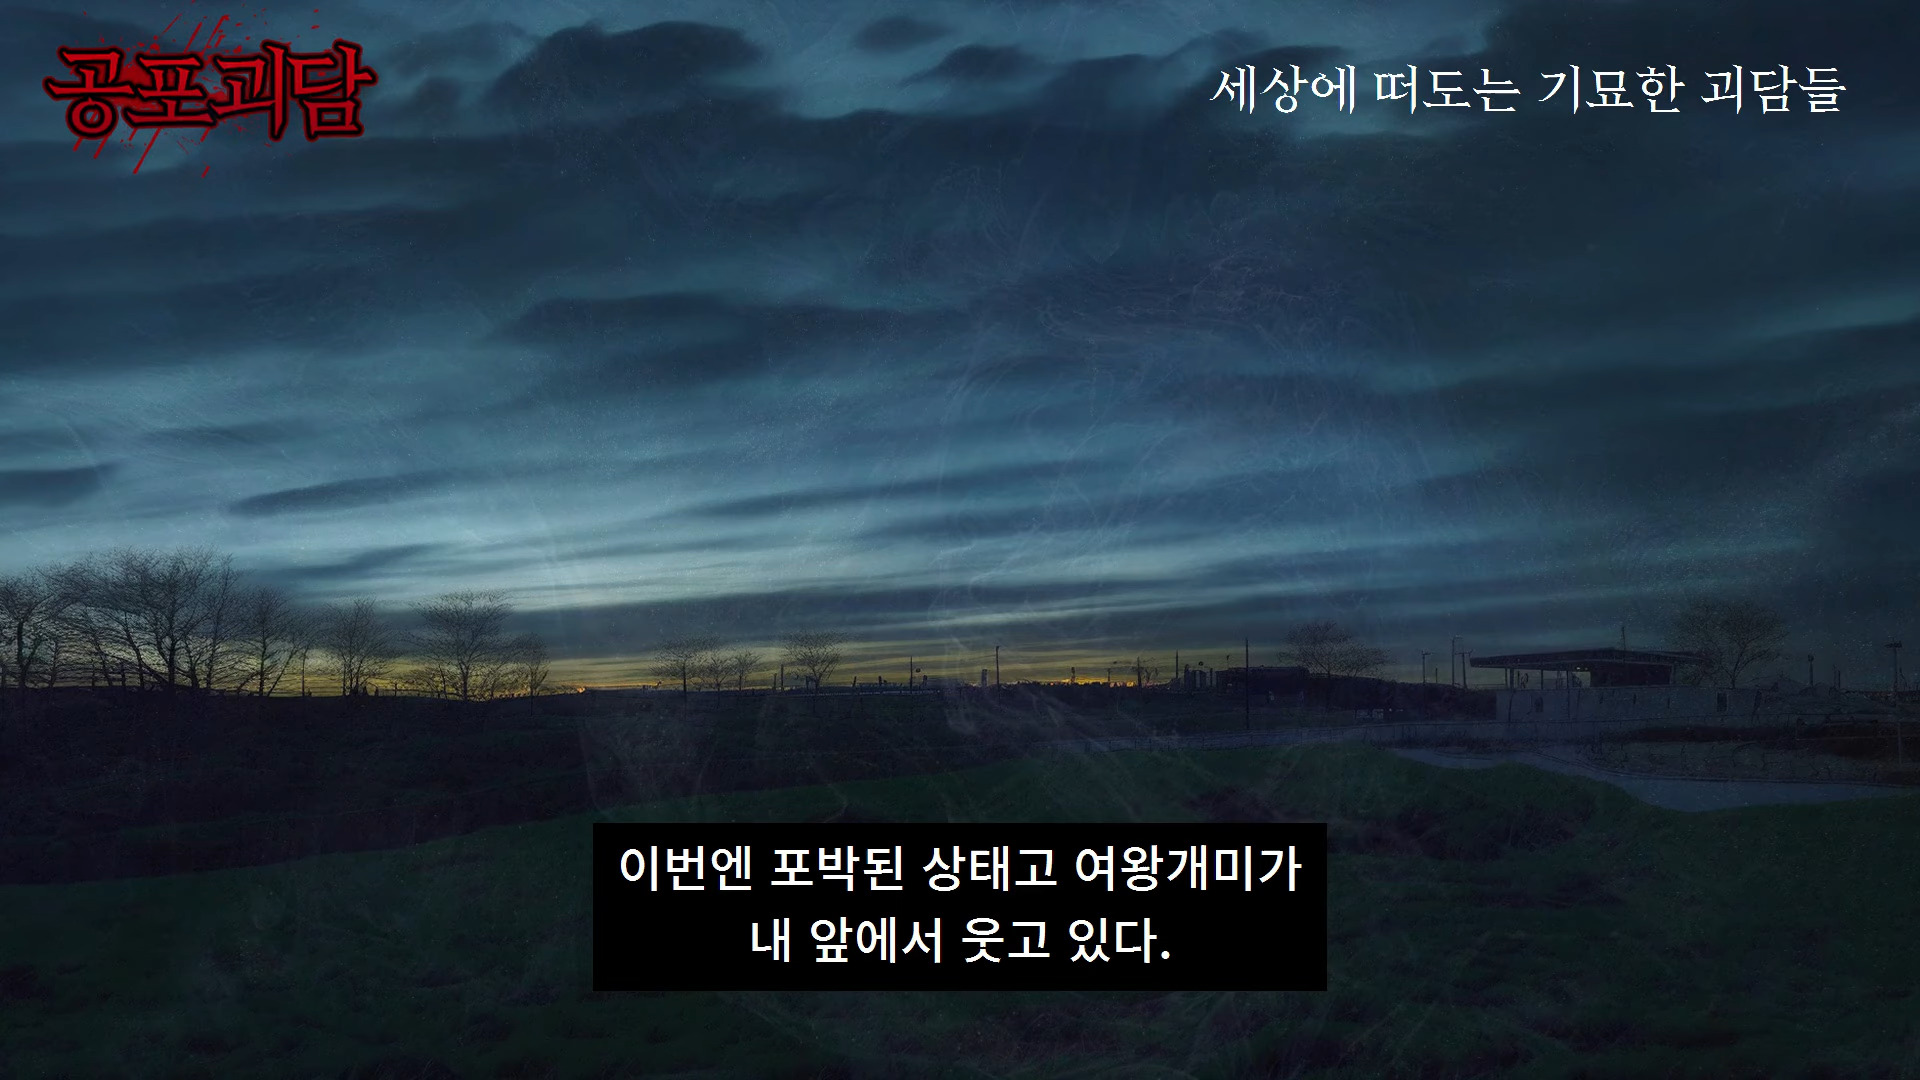 공포괴담
세상에 떠도는 기묘한 괴담들
이번엔 포박된 상태고 여왕개미가
내 앞에서 웃고 있다.